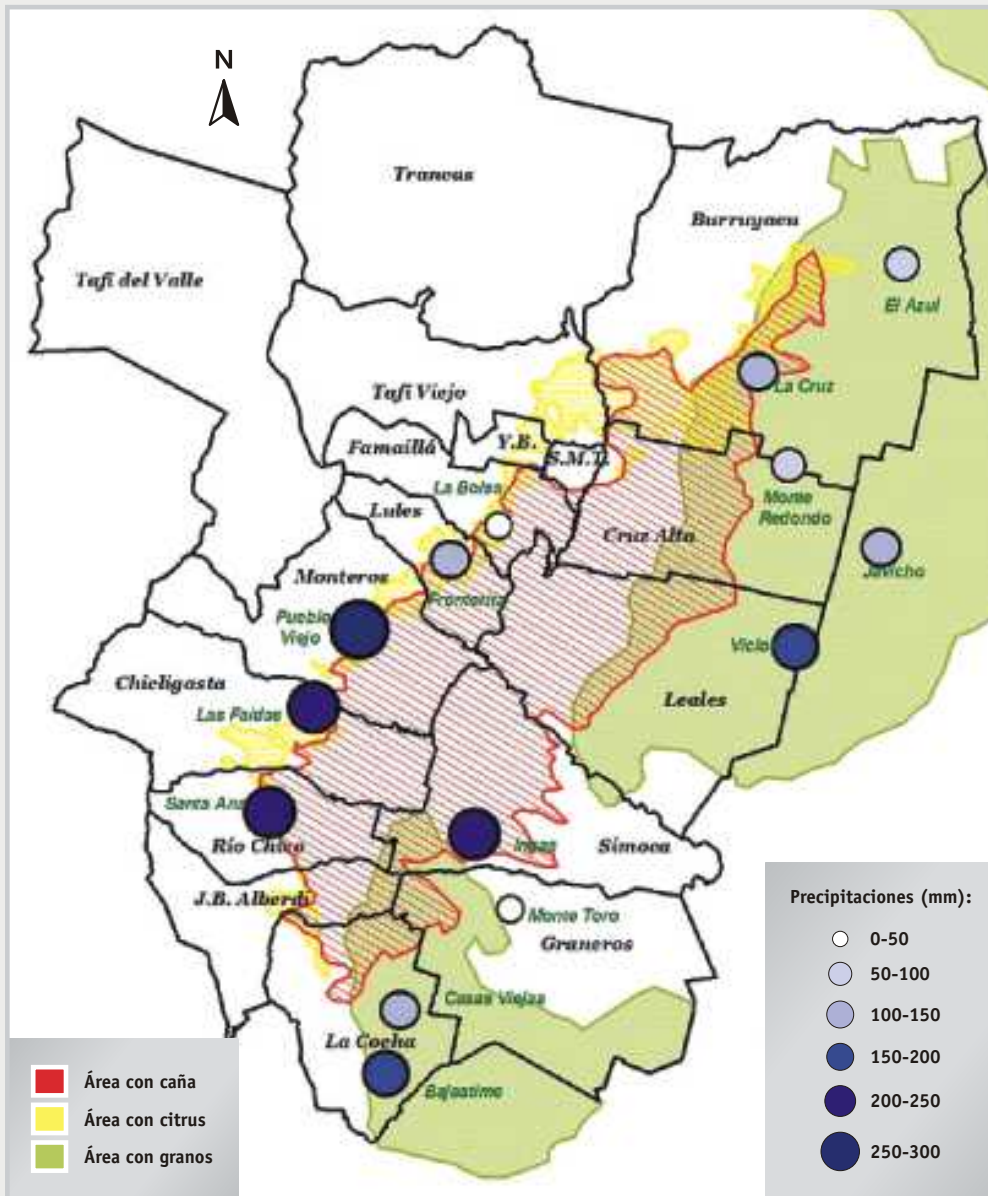 N
Trancas
Burruyacu
Tafí del Valle
El Azul
La Cruz
Tafí Viejo
Famaillá
Y.B.
S.M.T.
La Bolsa
Monte
Redondo
Lules
Cruz Alta
Javicho
Monteros
Fronterita
Pueblo
Viejo
Viclo
Chicligasta
Leales
Las Faldas
Santa Ana
Río Chico
Ingas
Simoca
J.B. Alberdi
Monte Toro
Graneros
Casas Viejas
La Cocha
Precipitaciones (mm):
0-50
50-100
100-150
150-200
200-250
250-300
Área con caña
Área con citrus
Área con granos